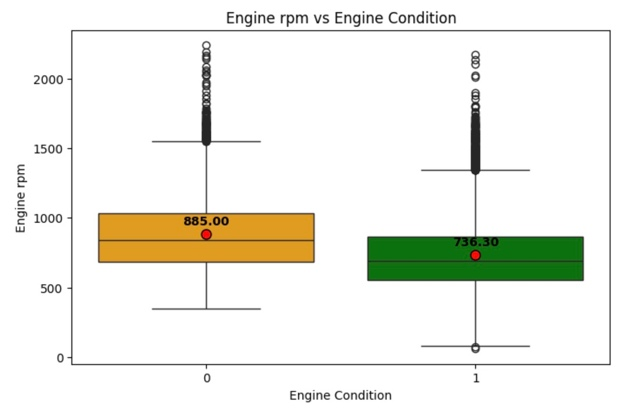 Engine rpm vs Engine Condition
Engine rpm
2000
1500
1000
500
0
885.00
736.30
0 1
Engine Condition